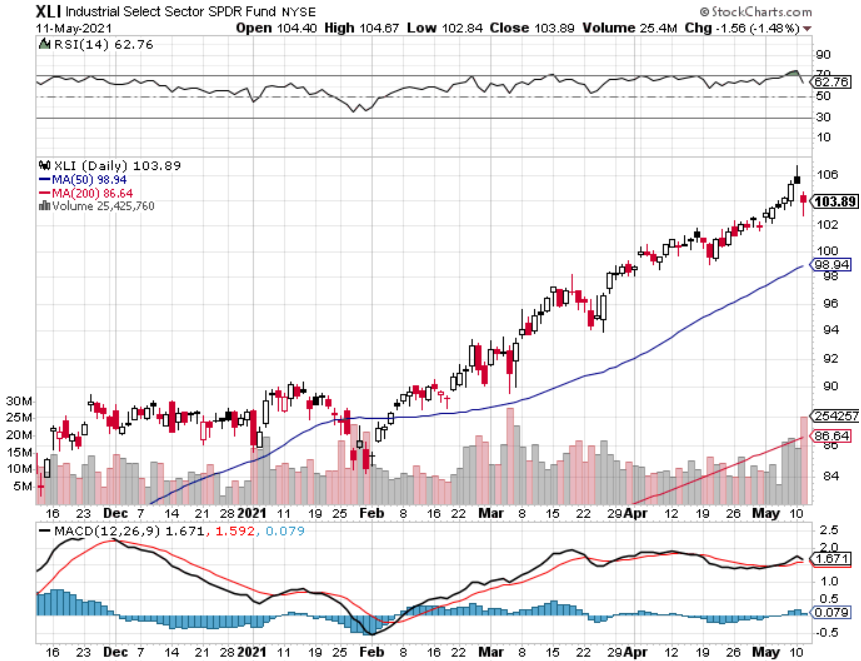 XLI Industrial Select Sector SPDR Fund NYSE © StockCharts.com
11-May-2021 Open 104.40 High 104.67 Low 102.84 Close 103.89 Volume 25.4M Chg -1.56 (-1.48%)
RSI(14) 62.76
90
70
62.76
50
30
10
XLI (Daily) 103.89
MA(50) 98.94
MA(200) 86.64
Volume 25,425,760
106
103.89
102
100
98.94
98
96
94
92
90
30M
25M 254257
20M
86.64
86
15M
10M 84
5M
16 23 Dec 7 14 21 28 2021 11 19 25 Feb 8 16 22 Mar 8 15 22 29 Apr 12 19 26 May 10
MACD(12,26,9) 1.671, 1.592, 0.079
2.5
2.0
1.671
1.0
0.5
0.079
-0.5
16 23 Dec 7 14 21 28 2021 11 19 25 Feb 8 16 22 Mar 8 15 22 29 Apr 12 19 26 May 10